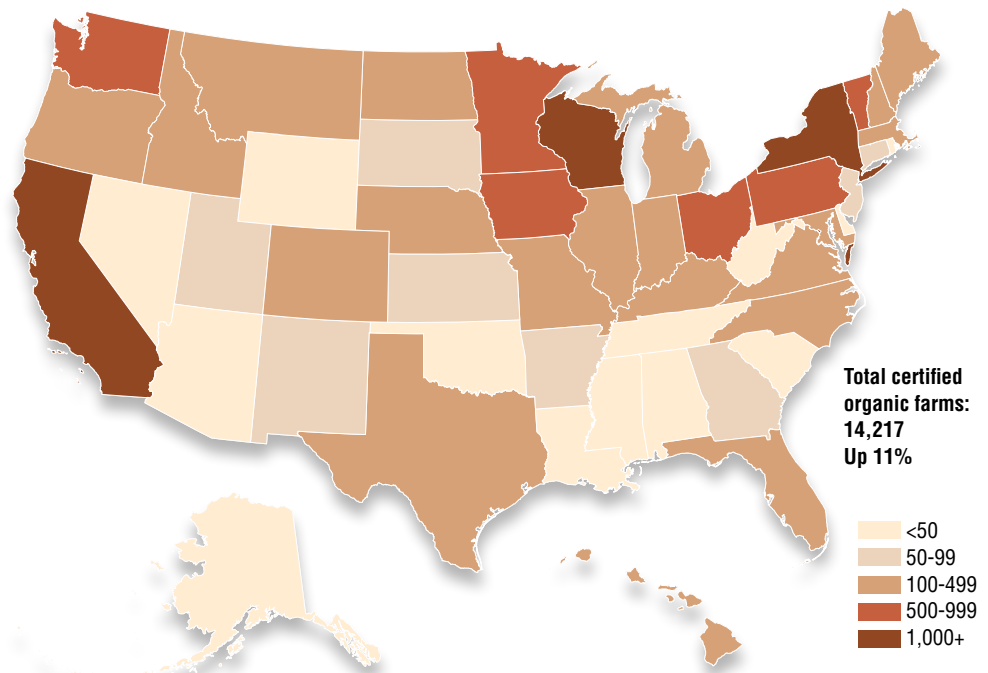 Total certified
organic farms:
14,217
Up 11%
<50
50-99
100-499
500-999
1,000+